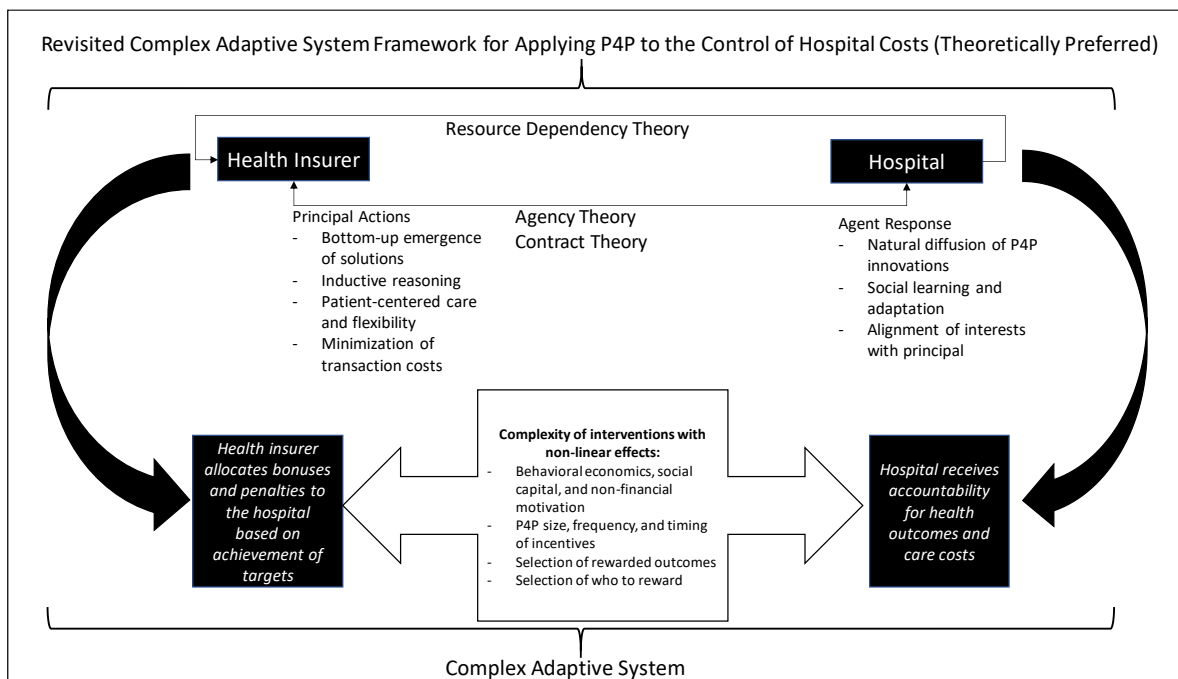 Revisited Complex Adaptive System Framework for Applying P4P to the Control of Hospital Costs (Theoretically Preferred)
Resource Dependency Theory
Health Insurer
Hospital
Agency Theory
Contract Theory
Principal Actions
- Bottom-up emergence
of solutions
- Inductive reasoning
- Patient-centered care
and flexibility
- Minimization of
transaction costs
Agent Response
- Natural diffusion of P4P
innovations
- Social learning and
adaptation
- Alignment of interests
with principal
Health insurer
allocates bonuses
and penalties to
the hospital
based on
achievement of
targets
Complexity of interventions with
non-linear effects:
- Behavioral economics, social
capital, and non-financial
motivation
- P4P size, frequency, and timing
of incentives
- Selection of rewarded outcomes
- Selection of who to reward
Hospital receives
accountability
for health
outcomes and
care costs
Complex Adaptive System